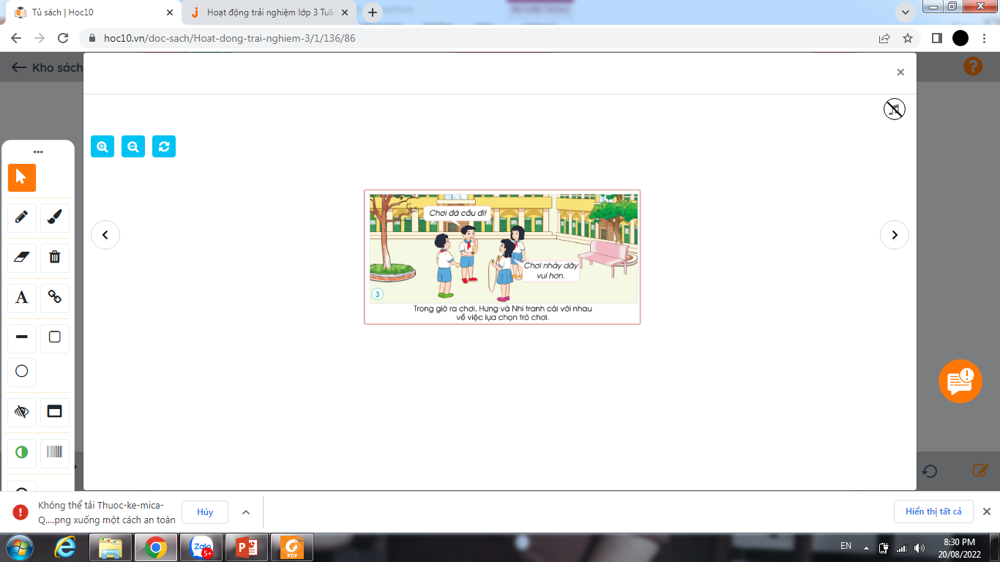 Tủ sách | Hoc10
Hoạt động trải nghiệm lớp 3 Tuầ
hoc10.vn/doc-sach/Hoat-dong-trai-nghiem-3/1/136/86
Kho sách
Chơi đá cầu đi!
Chơi nhảy dây
vui hơn.
3
Trong giờ ra chơi, Hưng và Nhi tranh cãi với nhau
về việc lựa chọn trò chơi.
A
Không thể tải Thuoc-ke-mica-
Q....png xuống một cách an toàn
Hủy
Hiển thị tất cả
Zalo
5+
P
PDF
EN
8:30 PM
20/08/2022